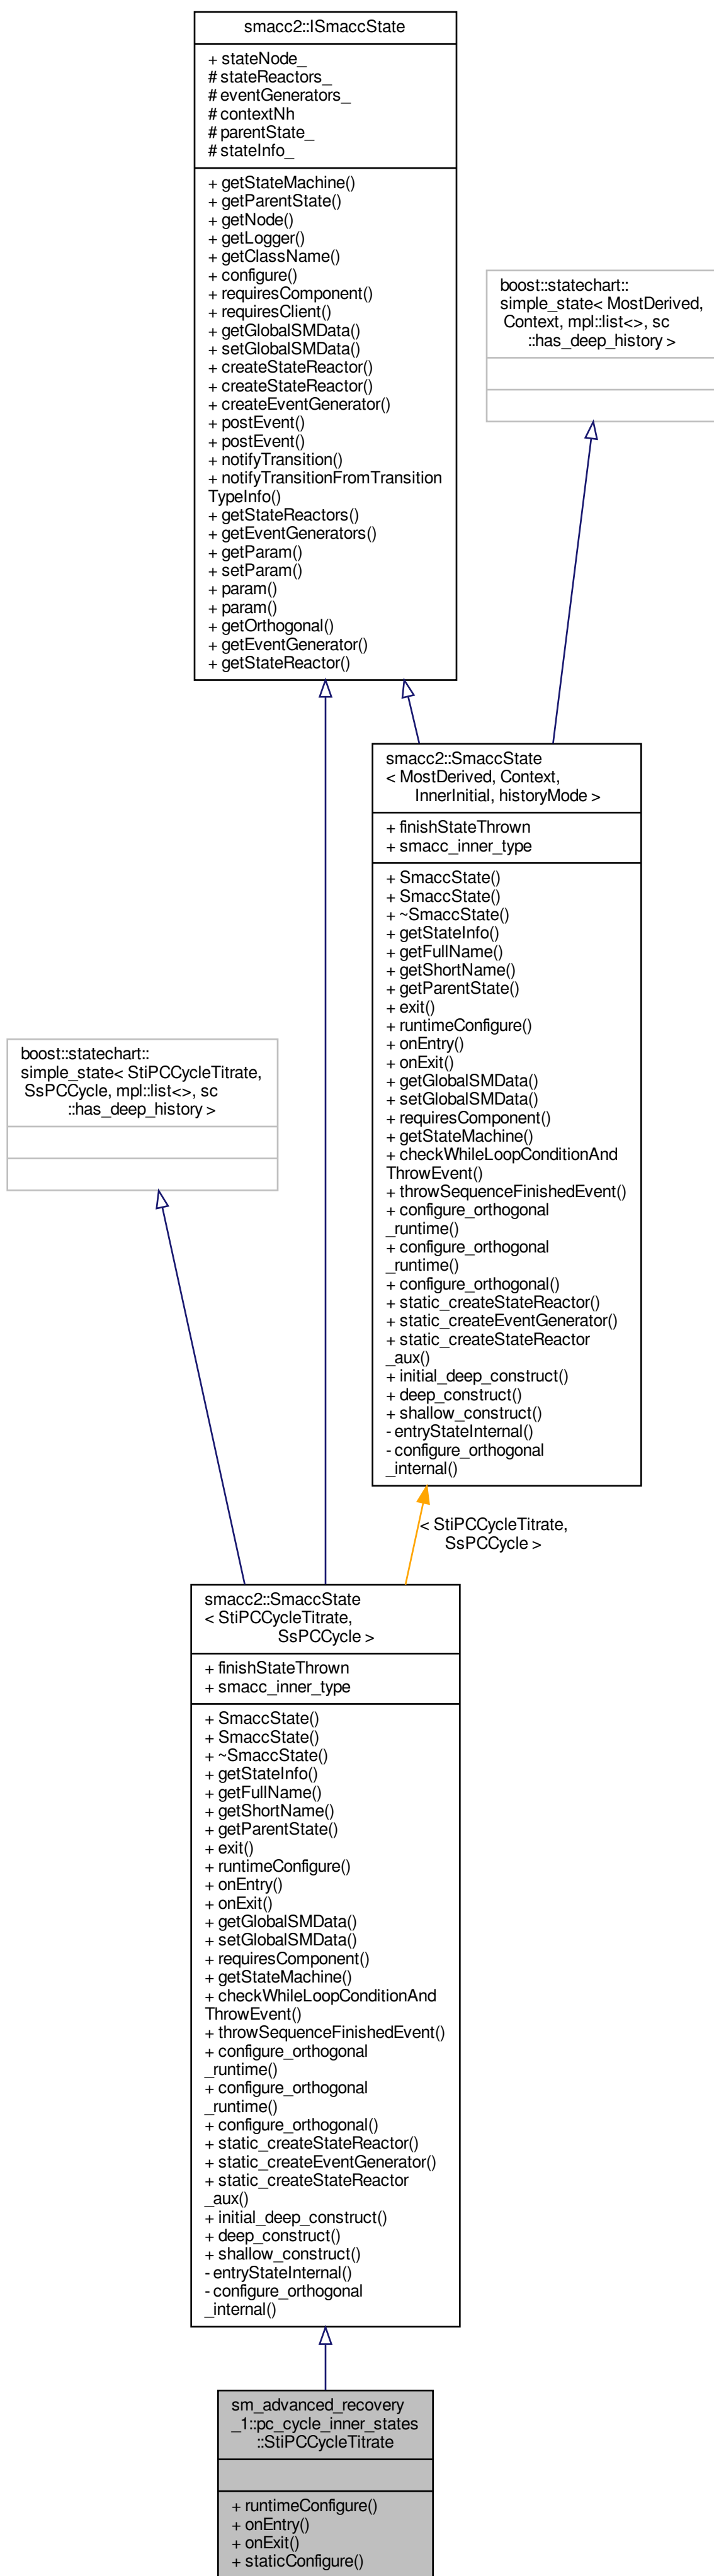 smacc2::ISmaccState
+ stateNode_
# stateReactors_
# eventGenerators_
# contextNh
# parentState_
# stateInfo_
+ getStateMachine()
+ getParentState()
+ getNode()
+ getLogger()
+ getClassName()
+ configure()
+ requiresComponent()
+ requiresClient()
+ getGlobalSMData()
+ setGlobalSMData()
+ createStateReactor()
+ createStateReactor()
+ createEventGenerator()
+ postEvent()
+ postEvent()
+ notifyTransition()
+ notifyTransitionFromTransition
TypeInfo()
+ getStateReactors()
+ getEventGenerators()
+ getParam()
+ setParam()
+ param()
+ param()
+ getOrthogonal()
+ getEventGenerator()
+ getStateReactor()
boost::statechart::
simple_state< MostDerived,
Context, mpl::list<>, sc
::has_deep_history >
smacc2::SmaccState
< MostDerived, Context,
InnerInitial, historyMode >
+ finishStateThrown
+ smacc_inner_type
+ SmaccState()
+ SmaccState()
+ ~SmaccState()
+ getStateInfo()
+ getFullName()
+ getShortName()
+ getParentState()
+ exit()
+ runtimeConfigure()
+ onEntry()
+ onExit()
+ getGlobalSMData()
+ setGlobalSMData()
+ requiresComponent()
+ getStateMachine()
+ checkWhileLoopConditionAnd
ThrowEvent()
+ throwSequenceFinishedEvent()
+ configure_orthogonal
_runtime()
+ configure_orthogonal
_runtime()
+ configure_orthogonal()
+ static_createStateReactor()
+ static_createEventGenerator()
+ static_createStateReactor
_aux()
+ initial_deep_construct()
+ deep_construct()
+ shallow_construct()
- entryStateInternal()
- configure_orthogonal
_internal()
boost::statechart::
simple_state< StiPCCycleTitrate,
SsPCCycle, mpl::list<>, sc
::has_deep_history >
< StiPCCycleTitrate,
SsPCCycle >
smacc2::SmaccState
< StiPCCycleTitrate,
SsPCCycle >
+ finishStateThrown
+ smacc_inner_type
+ SmaccState()
+ SmaccState()
+ ~SmaccState()
+ getStateInfo()
+ getFullName()
+ getShortName()
+ getParentState()
+ exit()
+ runtimeConfigure()
+ onEntry()
+ onExit()
+ getGlobalSMData()
+ setGlobalSMData()
+ requiresComponent()
+ getStateMachine()
+ checkWhileLoopConditionAnd
ThrowEvent()
+ throwSequenceFinishedEvent()
+ configure_orthogonal
_runtime()
+ configure_orthogonal
_runtime()
+ configure_orthogonal()
+ static_createStateReactor()
+ static_createEventGenerator()
+ static_createStateReactor
_aux()
+ initial_deep_construct()
+ deep_construct()
+ shallow_construct()
- entryStateInternal()
- configure_orthogonal
_internal()
sm_advanced_recovery
_1::pc_cycle_inner_states
::StiPCCycleTitrate
+ runtimeConfigure()
+ onEntry()
+ onExit()
+ staticConfigure()